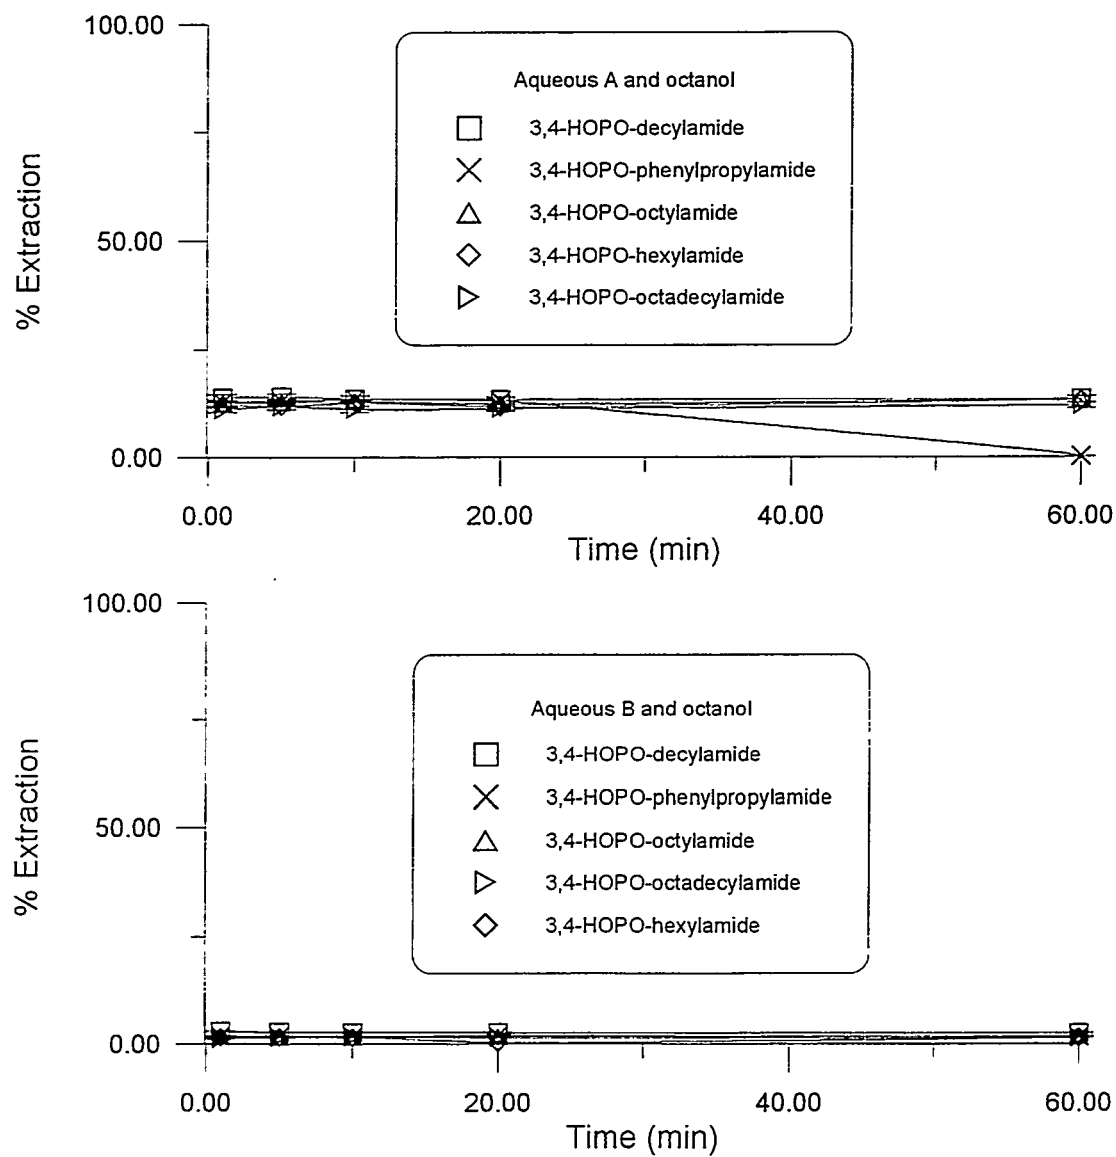 100.00
Aqueous A and octanol
3,4-HOPO-decylamide
3,4-HOPO-phenylpropylamide
3,4-HOPO-octylamide
3,4-HOPO-hexylamide
3,4-HOPO-octadecylamide
% Extraction
50.00
0.00
0.00 20.00 40.00 60.00
Time (min)
100.00
Aqueous B and octanol
3,4-HOPO-decylamide
3,4-HOPO-phenylpropylamide
3,4-HOPO-octylamide
3,4-HOPO-octadecylamide
3,4-HOPO-hexylamide
% Extraction
50.00
0.00
0.00 20.00 40.00 60.00
Time (min)